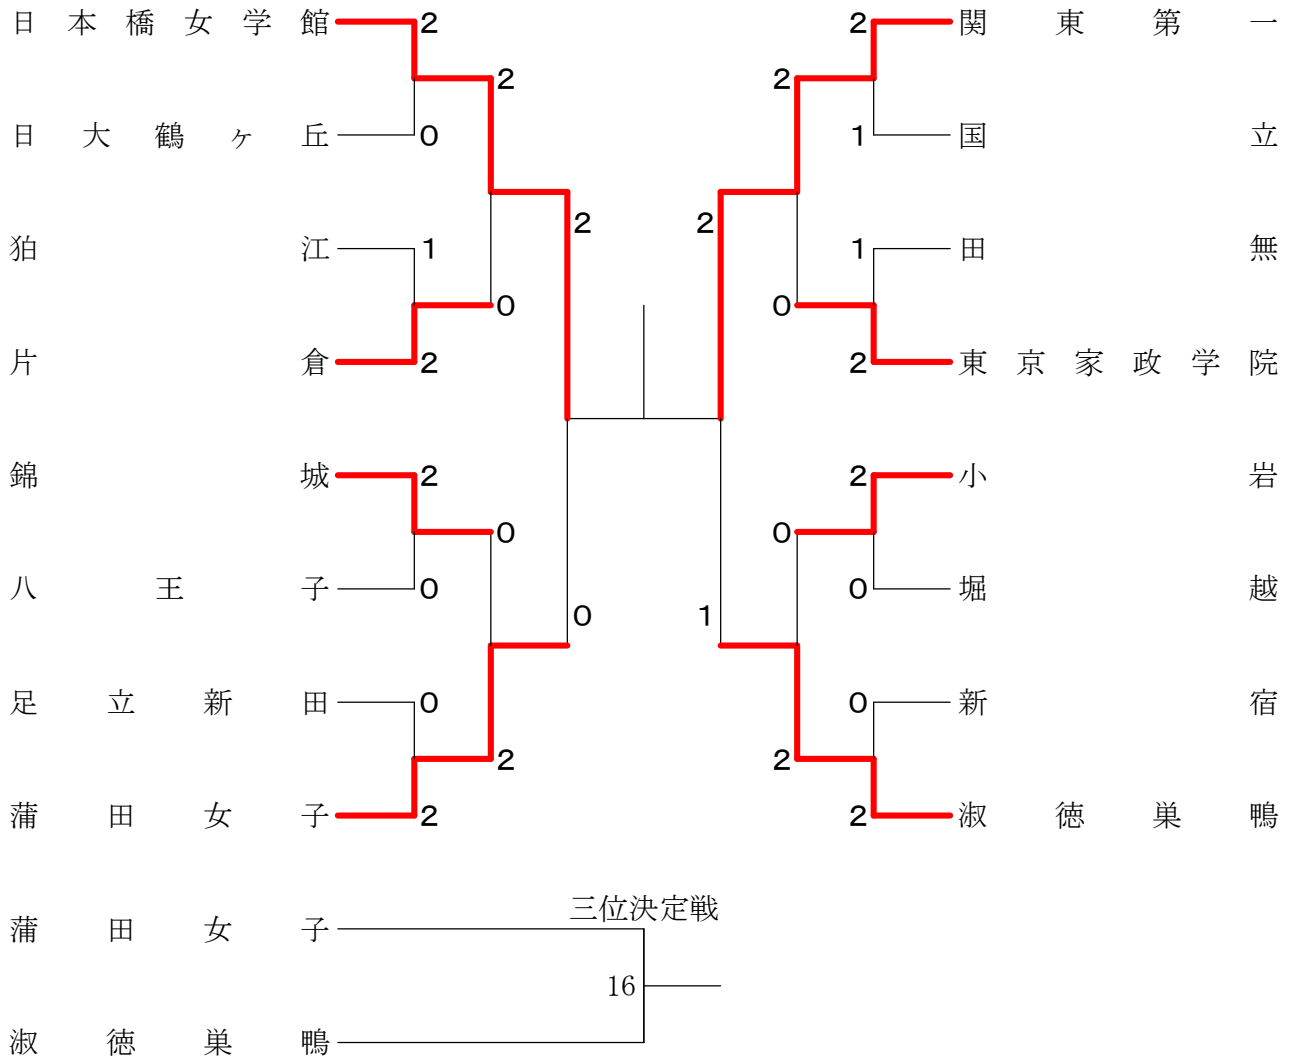 日本橋女学館 2 2 関東第一
2 2
日大鶴ヶ丘 0 1 国立
2 2
狛江 1 1 田無
0 0
片倉 2 2 東京家政学院
錦城 2 2 小岩
0 0
八王子 0 0 堀越
0 1
足立新田 0 0 新宿
2 2
蒲田女子 2 2 淑徳巣鴨
三位決定戦
蒲田女子
16
淑徳巣鴨